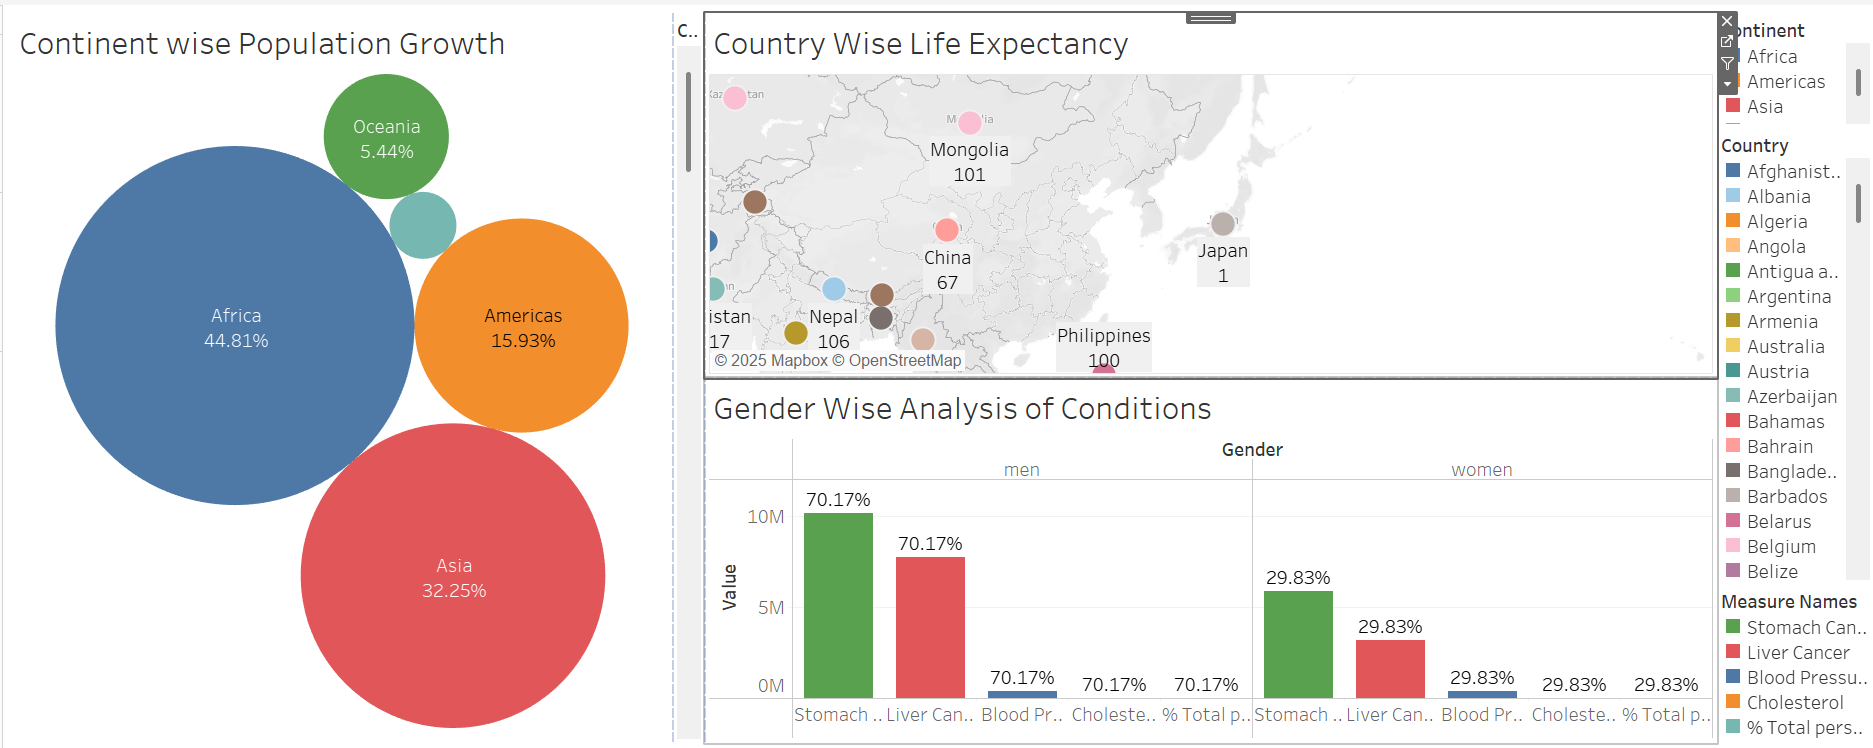 Continent wise Population Growth
Oceania
5.44%
Africa
44.81%
Americas
15.93%
Asia
32.25%
C..
Country Wise Life Expectancy
Mongolia
101
China
67
Japan
1
istan
17
Nepal
106
Philippines
100
© 2025 Mapbox © OpenStreetMap
Gender Wise Analysis of Conditions
Gender
men
women
Value
10M
5M
0M
70.17%
70.17%
70.17%
70.17%
70.17%
29.83%
29.83%
29.83%
29.83%
29.83%
Stomach ..
Liver Can..
Blood Pr..
Choleste..
% Total p..
Stomach ..
Liver Can..
Blood Pr..
Choleste..
% Total p..
ontinent
Africa
Americas
Asia
Country
Afghanist..
Albania
Algeria
Angola
Antigua a..
Argentina
Armenia
Australia
Austria
Azerbaijan
Bahamas
Bahrain
Banglade..
Barbados
Belarus
Belgium
Belize
Measure Names
Stomach Can..
Liver Cancer
Blood Pressu..
Cholesterol
% Total pers..